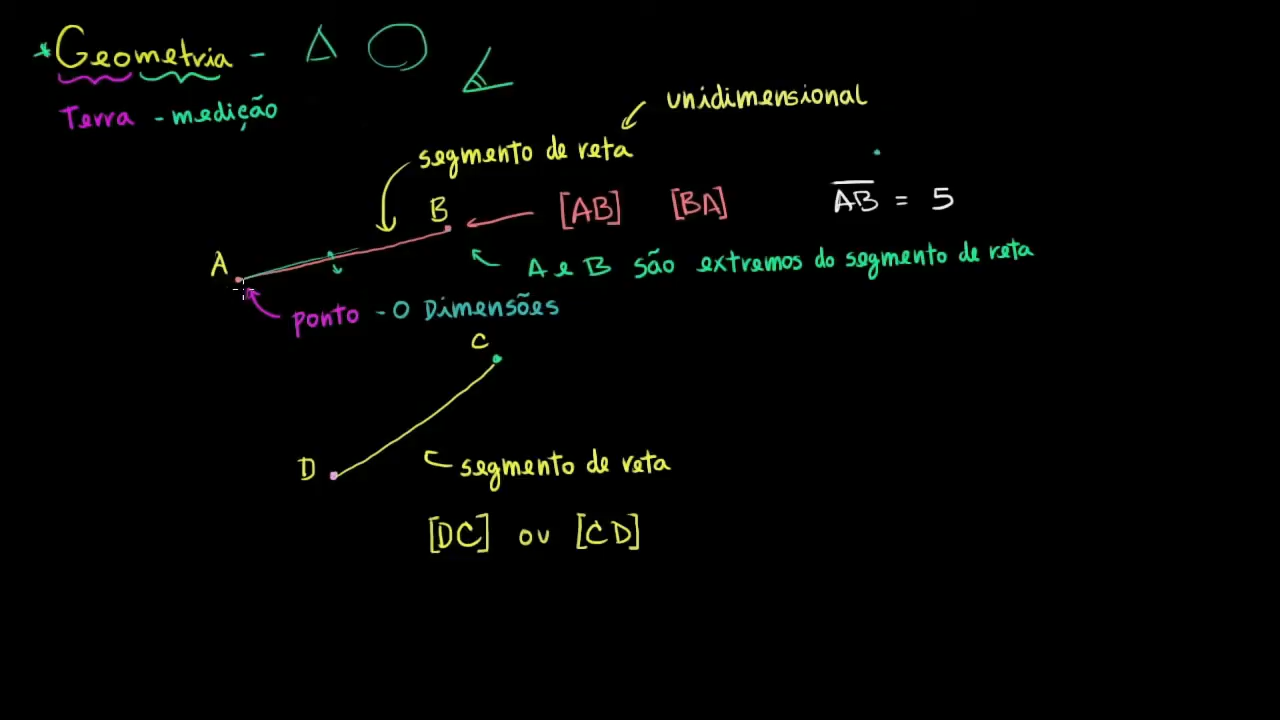 *Geometria -
Terra - medição
unidimensional
segmento de reta
B
[AB] [BA]
AB = 5
A
A e B são extremos do segmento de reta
ponto - 0 Dimensões
C
D
segmento de reta
[DC] ou [CD]